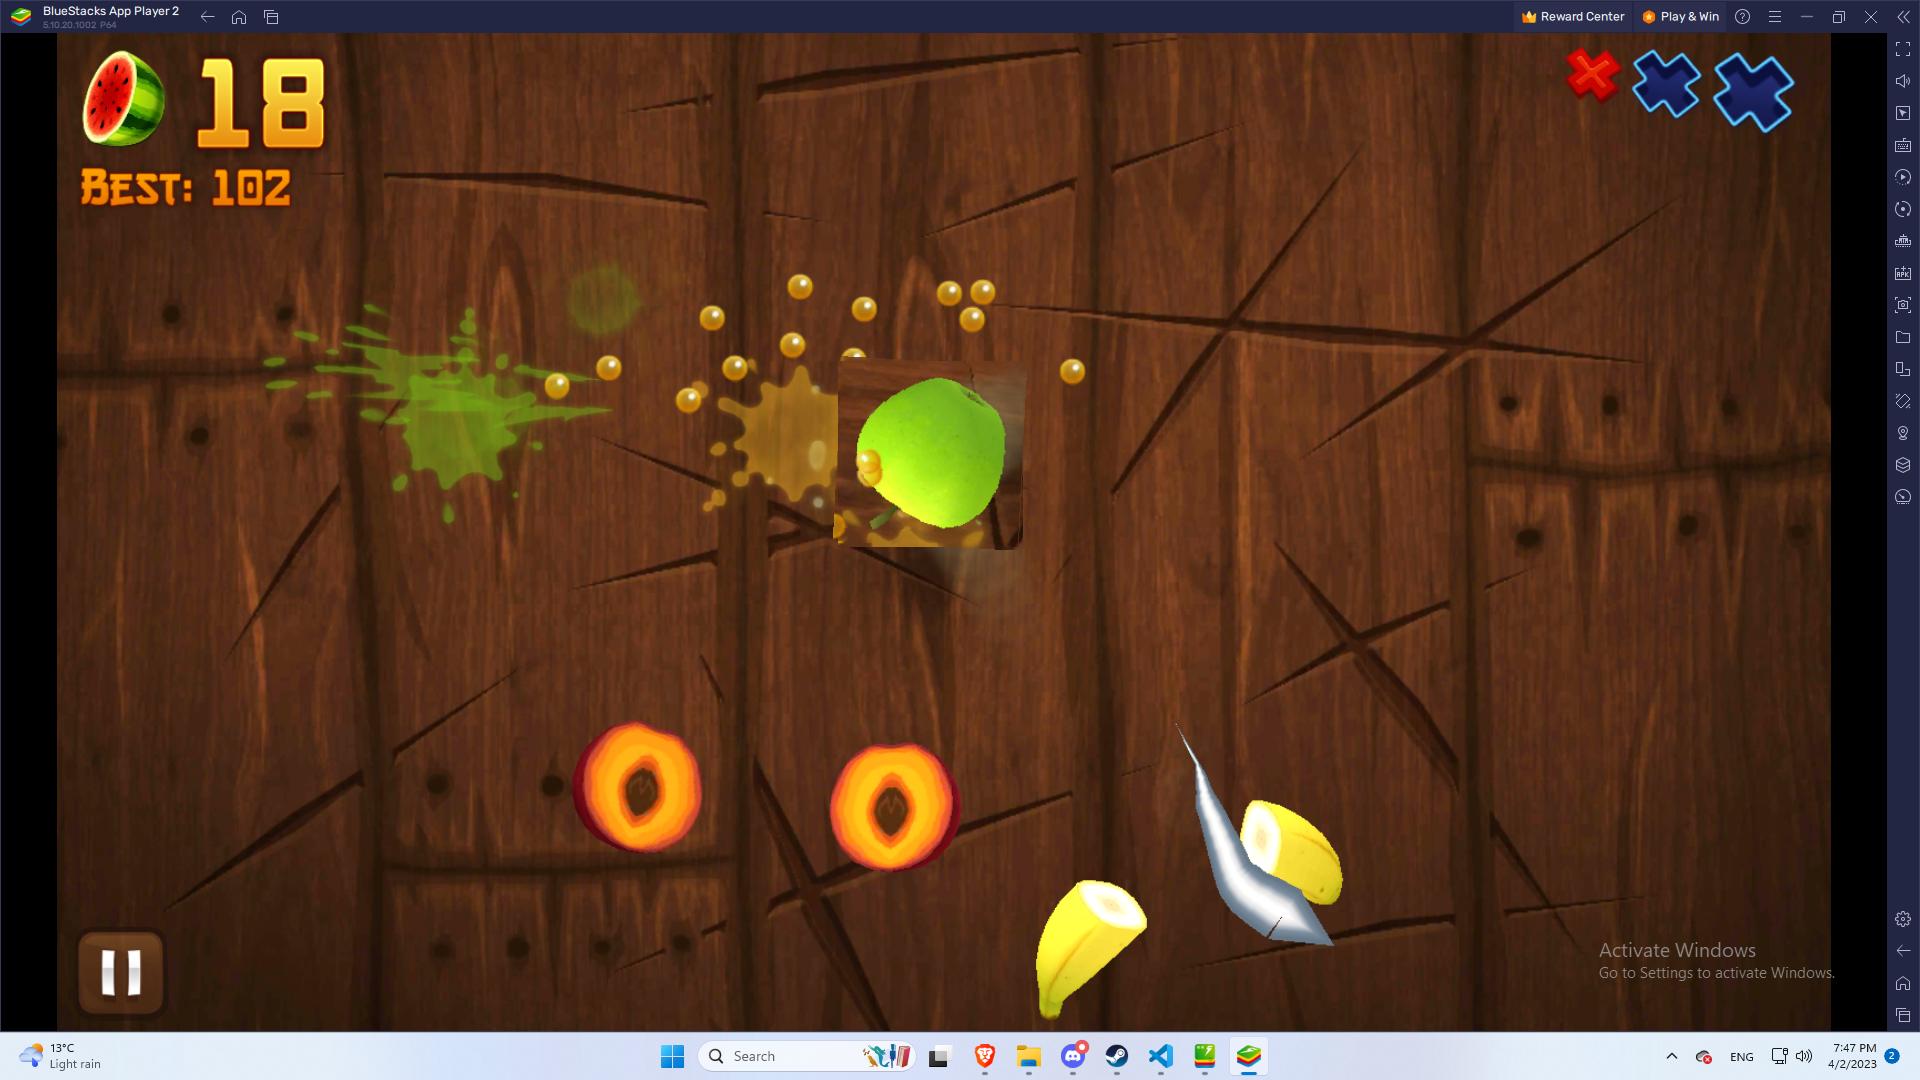 BlueStacks App Player 2
5.10.20.1002 P64
Reward Center
Play & Win
18
BEST: 102
APK
Activate Windows
Go to Settings to activate Windows.
13°C
Light rain
Search
ENG
7:47 PM
4/2/2023
2